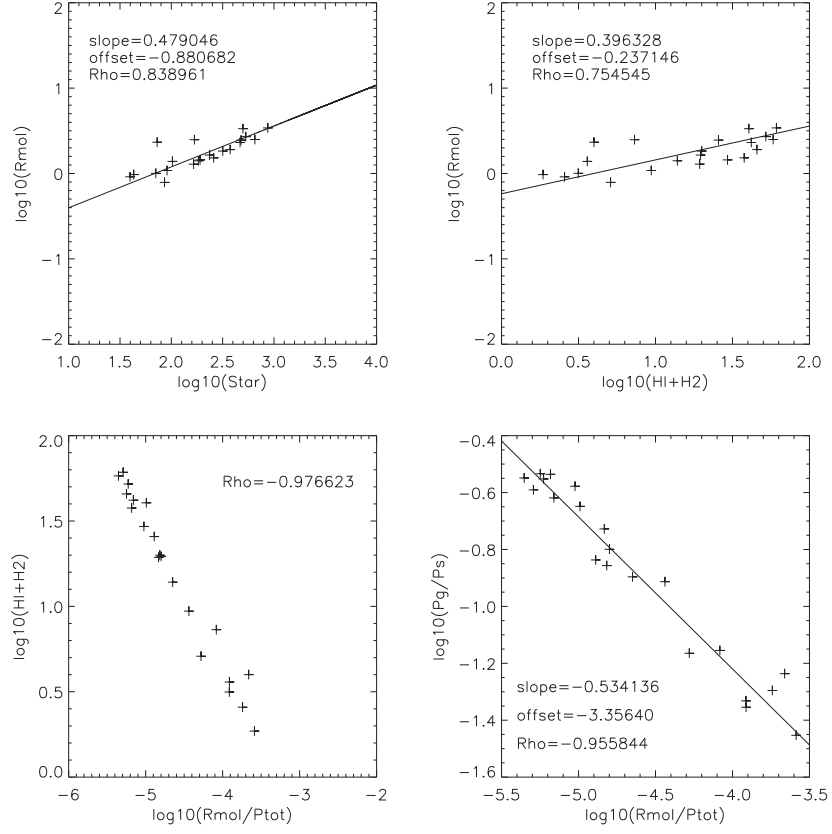 2
1
0
−1
−2
log10(Rmol)
slope=0.479046
offset=−0.880682
Rho=0.838961
1.0 1.5 2.0 2.5 3.0 3.5 4.0
log10(Star)
2
1
0
−1
−2
log10(Rmol)
slope=0.396328
offset=−0.237146
Rho=0.754545
0.0 0.5 1.0 1.5 2.0
log10(HI+H2)
2.0
1.5
1.0
0.5
0.0
log10(HI+H2)
Rho=−0.976623
−6 −5 −4 −3 −2
log10(Rmol/Ptot)
−0.4
−0.6
−0.8
−1.0
−1.2
−1.4
−1.6
log10(Pg/Ps)
slope=−0.534136
offset=−3.35640
Rho=−0.955844
−5.5 −5.0 −4.5 −4.0 −3.5
log10(Rmol/Ptot)